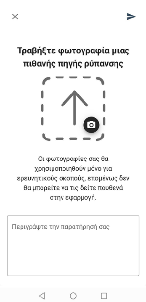 Τραβήξτε φωτογραφία μιας
πιθανής πηγής ρύπανσης
Οι φωτογραφίες σας θα
χρησιμοποιηθούν μόνο για
ερευνητικούς σκοπούς, επομένως δεν
θα μπορείτε να τις δείτε πουθενά
στην εφαρμογή.
Περιγράψτε την παρατήρησή σας